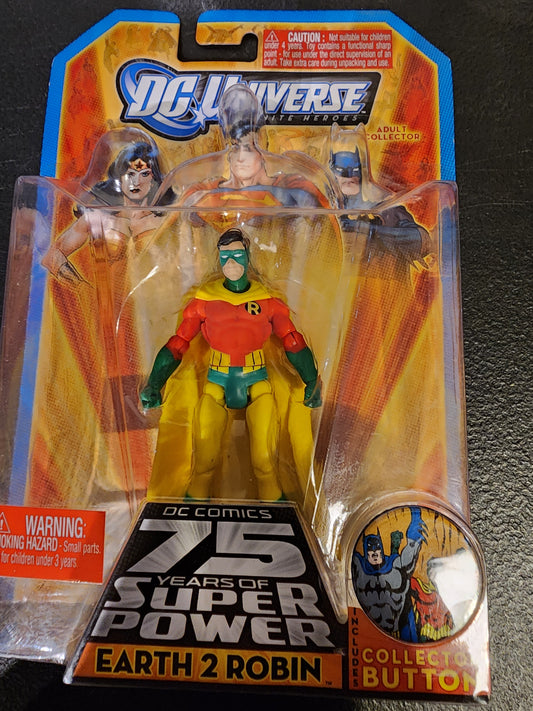 CAUTION: Not suitable for children
under 4 years. Toy contains a functional sharp
point - for use under the direct supervision of an
adult. Take extra care during unpacking and use.
DC UNIVERSE
HEROES
ADULT
COLLECTOR
R
WARNING:
HAZARD - Small parts.
for children under 3 years.
DC COMICS
75
YEARS OF
SUPER
POWER
EARTH 2 ROBIN
INCLUDES
COLLECTOR
BUTTON